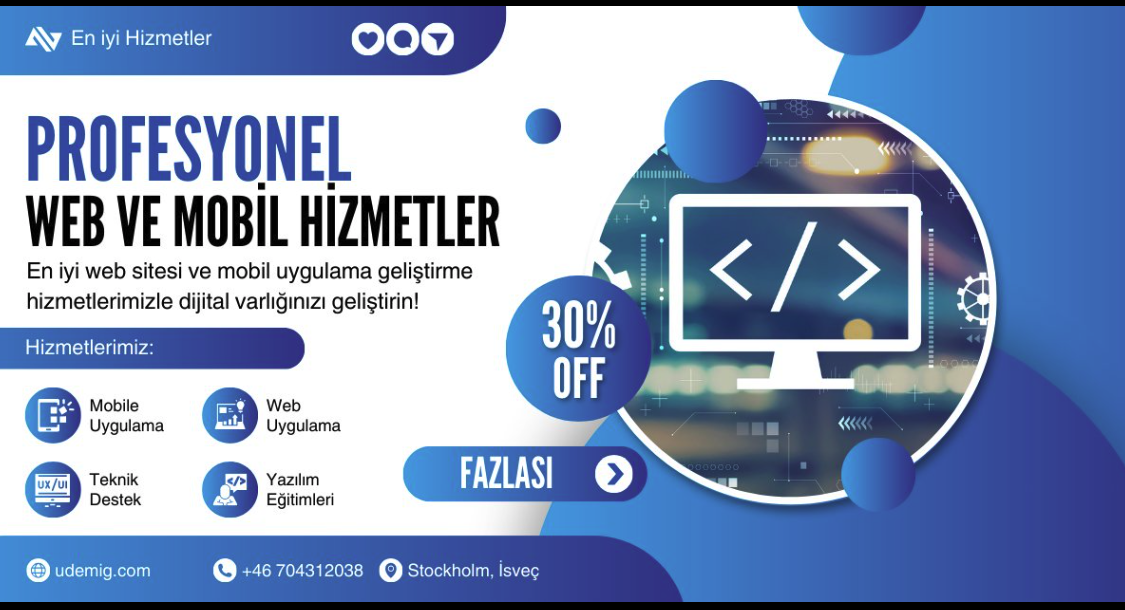 En iyi Hizmetler
PROFESYONEL
WEB VE MOBİL HİZMETLER
En iyi web sitesi ve mobil uygulama geliştirme
hizmetlerimizle dijital varlığınızı geliştirin!
Hizmetlerimiz:
Mobile
Uygulama
Web
Uygulama
UX/UI
Teknik
Destek
</>
Yazılım
Eğitimleri
30%
OFF
</>
FAZLASI
udemig.com
+46 704312038
Stockholm, İsveç